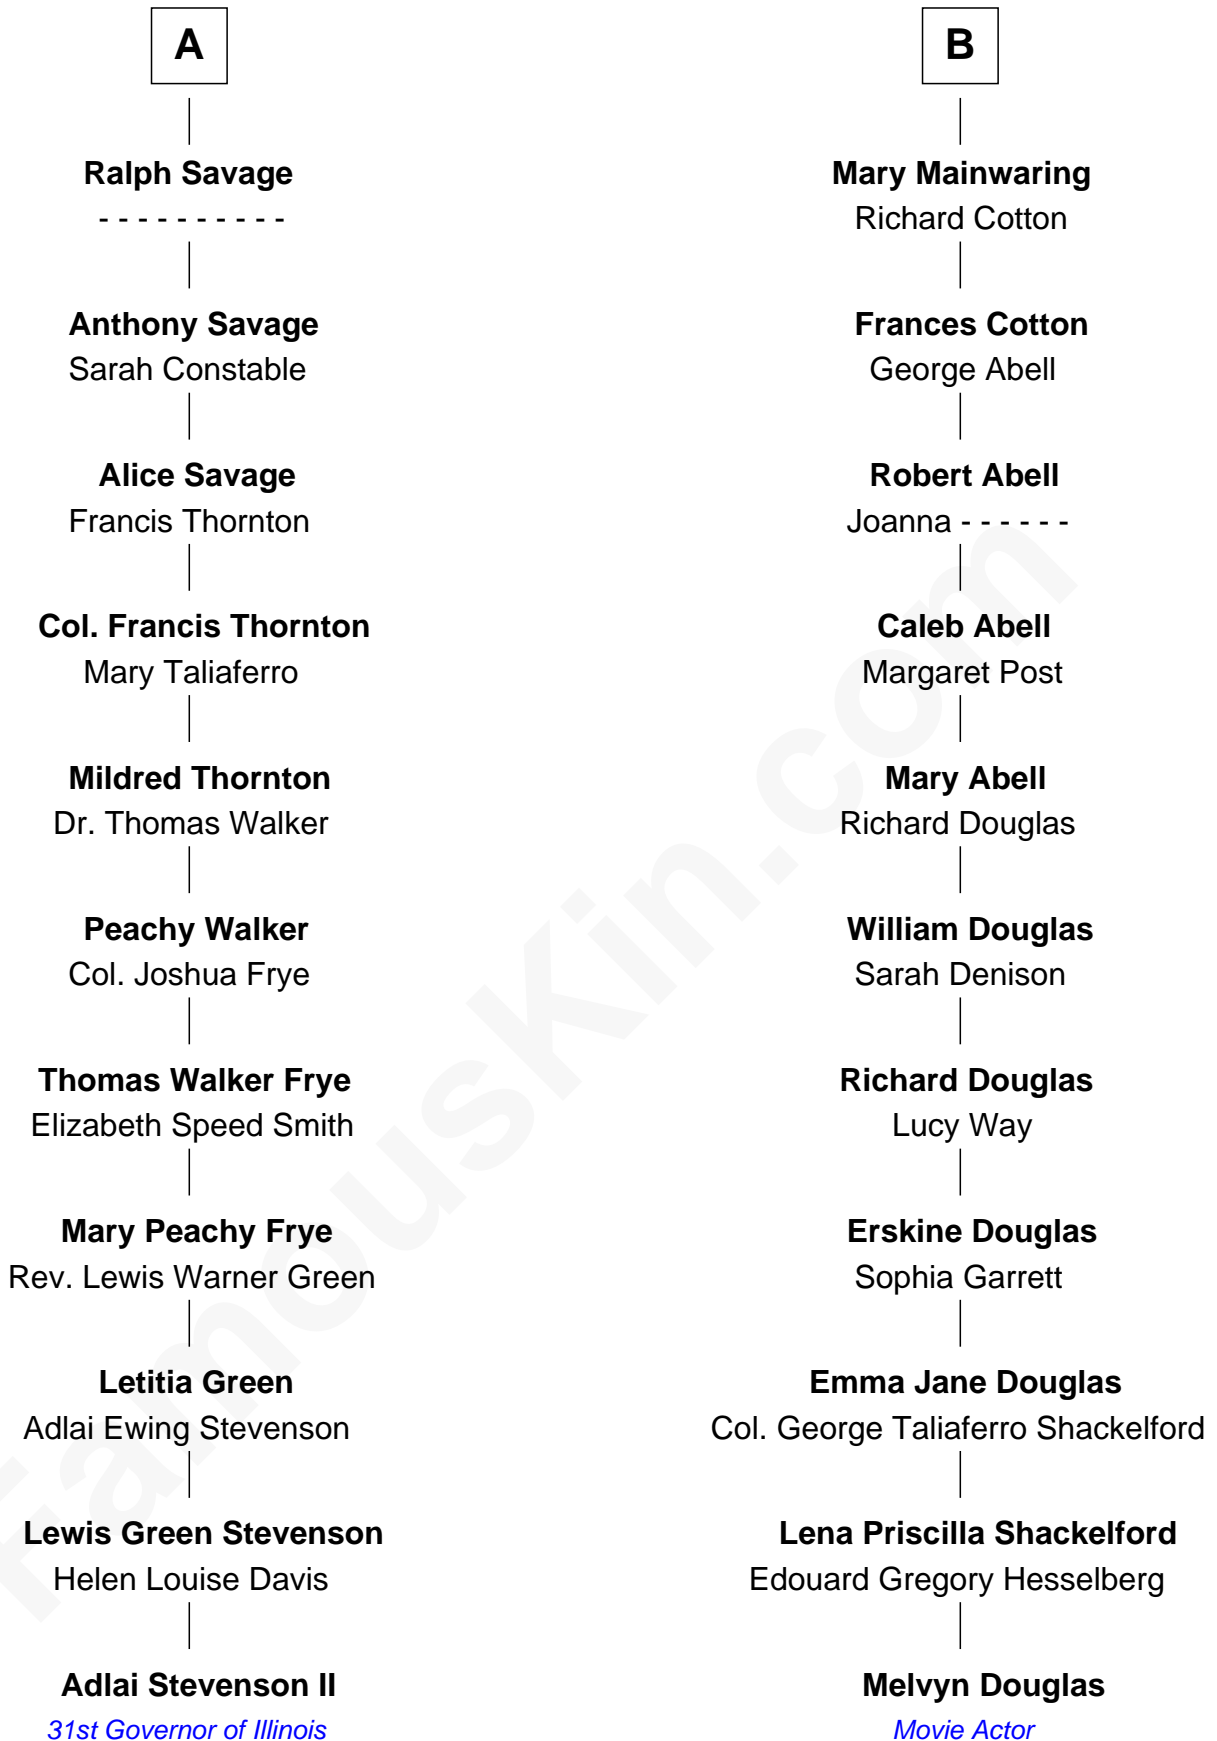 A
Ralph Savage
- - - - - - - - - -
Anthony Savage
Sarah Constable
Alice Savage
Francis Thornton
Col. Francis Thornton
Mary Taliaferro
Mildred Thornton
Dr. Thomas Walker
Peachy Walker
Col. Joshua Frye
Thomas Walker Frye
Elizabeth Speed Smith
Mary Peachy Frye
Rev. Lewis Warner Green
Letitia Green
Adlai Ewing Stevenson
Lewis Green Stevenson
Helen Louise Davis
Adlai Stevenson II
31st Governor of Illinois
B
Mary Mainwaring
Richard Cotton
Frances Cotton
George Abell
Robert Abell
Joanna - - - - - -
Caleb Abell
Margaret Post
Mary Abell
Richard Douglas
William Douglas
Sarah Denison
Richard Douglas
Lucy Way
Erskine Douglas
Sophia Garrett
Emma Jane Douglas
Col. George Taliaferro Shackelford
Lena Priscilla Shackelford
Edouard Gregory Hesselberg
Melvyn Douglas
Movie Actor
FamousKin.com